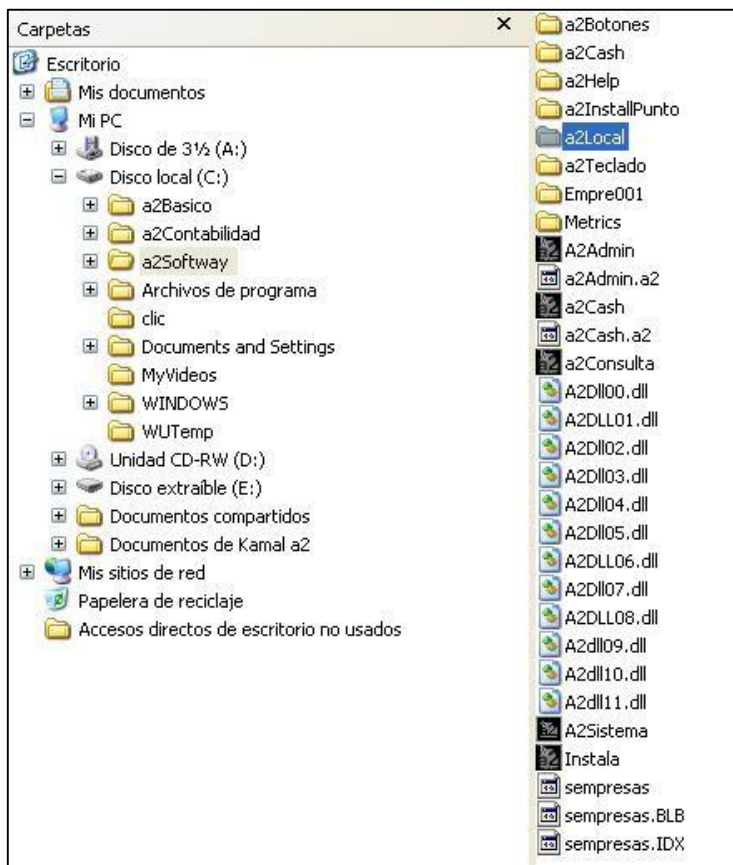 Carpetas
Escritorio
Mis documentos
Mi PC
Disco de 3½ (A:)
Disco local (C:)
a2Basico
a2Contabilidad
a2Softway
Archivos de programa
clic
Documents and Settings
MyVideos
WINDOWS
WUTemp
Unidad CD-RW (D:)
Disco extraíble (E:)
Documentos compartidos
Documentos de Kamal a2
Mis sitios de red
Papelera de reciclaje
Accesos directos de escritorio no usados
a2Botones
a2Cash
a2Help
a2InstallPunto
a2Local
a2Teclado
Empre001
Metrics
A2Admin
a2Admin.a2
a2Cash
a2Cash.a2
a2Consulta
A2Dll00.dll
A2DLL01.dll
A2Dll02.dll
A2Dll03.dll
A2Dll04.dll
A2Dll05.dll
A2DLL06.dll
A2Dll07.dll
A2DLL08.dll
A2dll09.dll
A2dll10.dll
A2dll11.dll
A2Sistema
Instala
sempresas
sempresas.BLB
sempresas.IDX